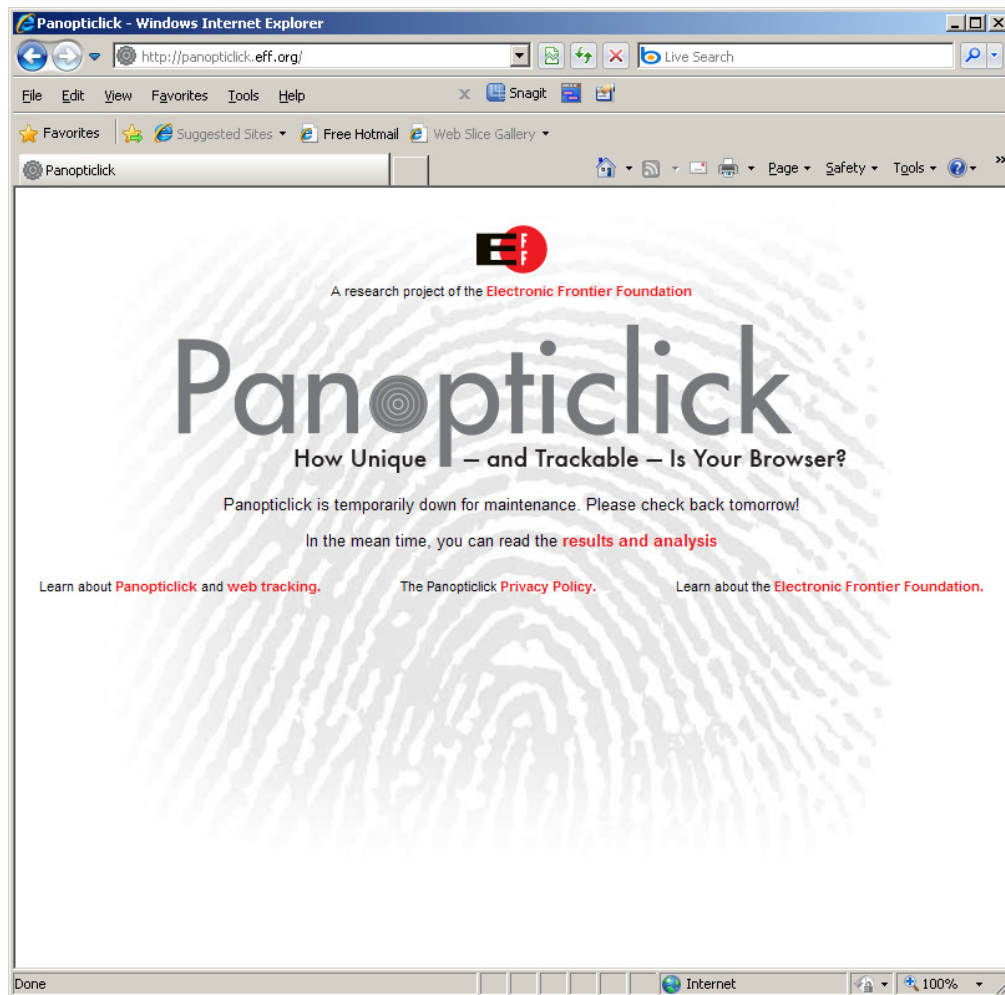 Panopticlick - Windows Internet Explorer
http://panopticlick.eff.org/
Live Search
File Edit View Favorites Tools Help
x Snagit
Favorites Suggested Sites Free Hotmail Web Slice Gallery
Panopticlick
Page Safety Tools »
EFF
A research project of the Electronic Frontier Foundation
Panopticlick
How Unique – and Trackable – Is Your Browser?
Panopticlick is temporarily down for maintenance. Please check back tomorrow!
In the mean time, you can read the results and analysis
Learn about Panopticlick and web tracking. The Panopticlick Privacy Policy. Learn about the Electronic Frontier Foundation.
Done Internet 100%